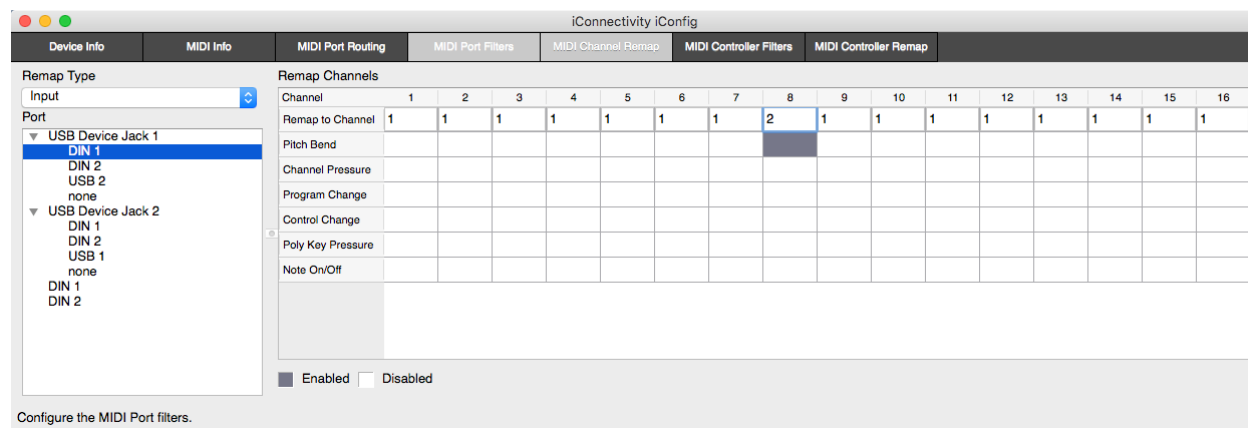 iConnectivity iConfig
Device Info MIDI Info MIDI Port Routing MIDI Port Filters MIDI Channel Remap MIDI Controller Filters MIDI Controller Remap
Remap Type
Input
Port
USB Device Jack 1
DIN 1
DIN 2
USB 2
none
USB Device Jack 2
DIN 1
DIN 2
USB 1
none
DIN 1
DIN 2
Remap Channels
Channel 1 2 3 4 5 6 7 8 9 10 11 12 13 14 15 16
Remap to Channel 1 1 1 1 1 1 1 2 1 1 1 1 1 1 1 1
Pitch Bend
Channel Pressure
Program Change
Control Change
Poly Key Pressure
Note On/Off
Enabled Disabled
Configure the MIDI Port filters.